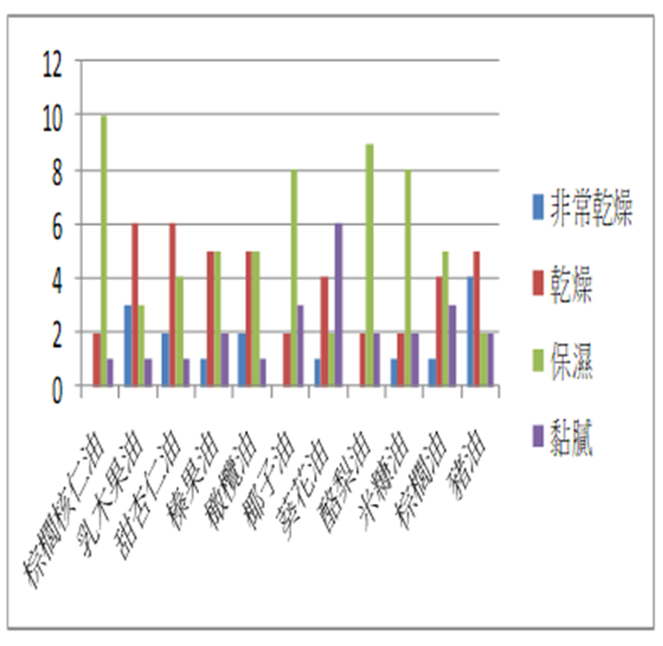 12
10
8
6
4
2
0
棕櫚核仁油
乳木果油
甜杏仁油
榛果油
橄欖油
椰子油
葵花油
酪梨油
米糠油
棕櫚油
豬油
非常乾燥
乾燥
保濕
黏膩